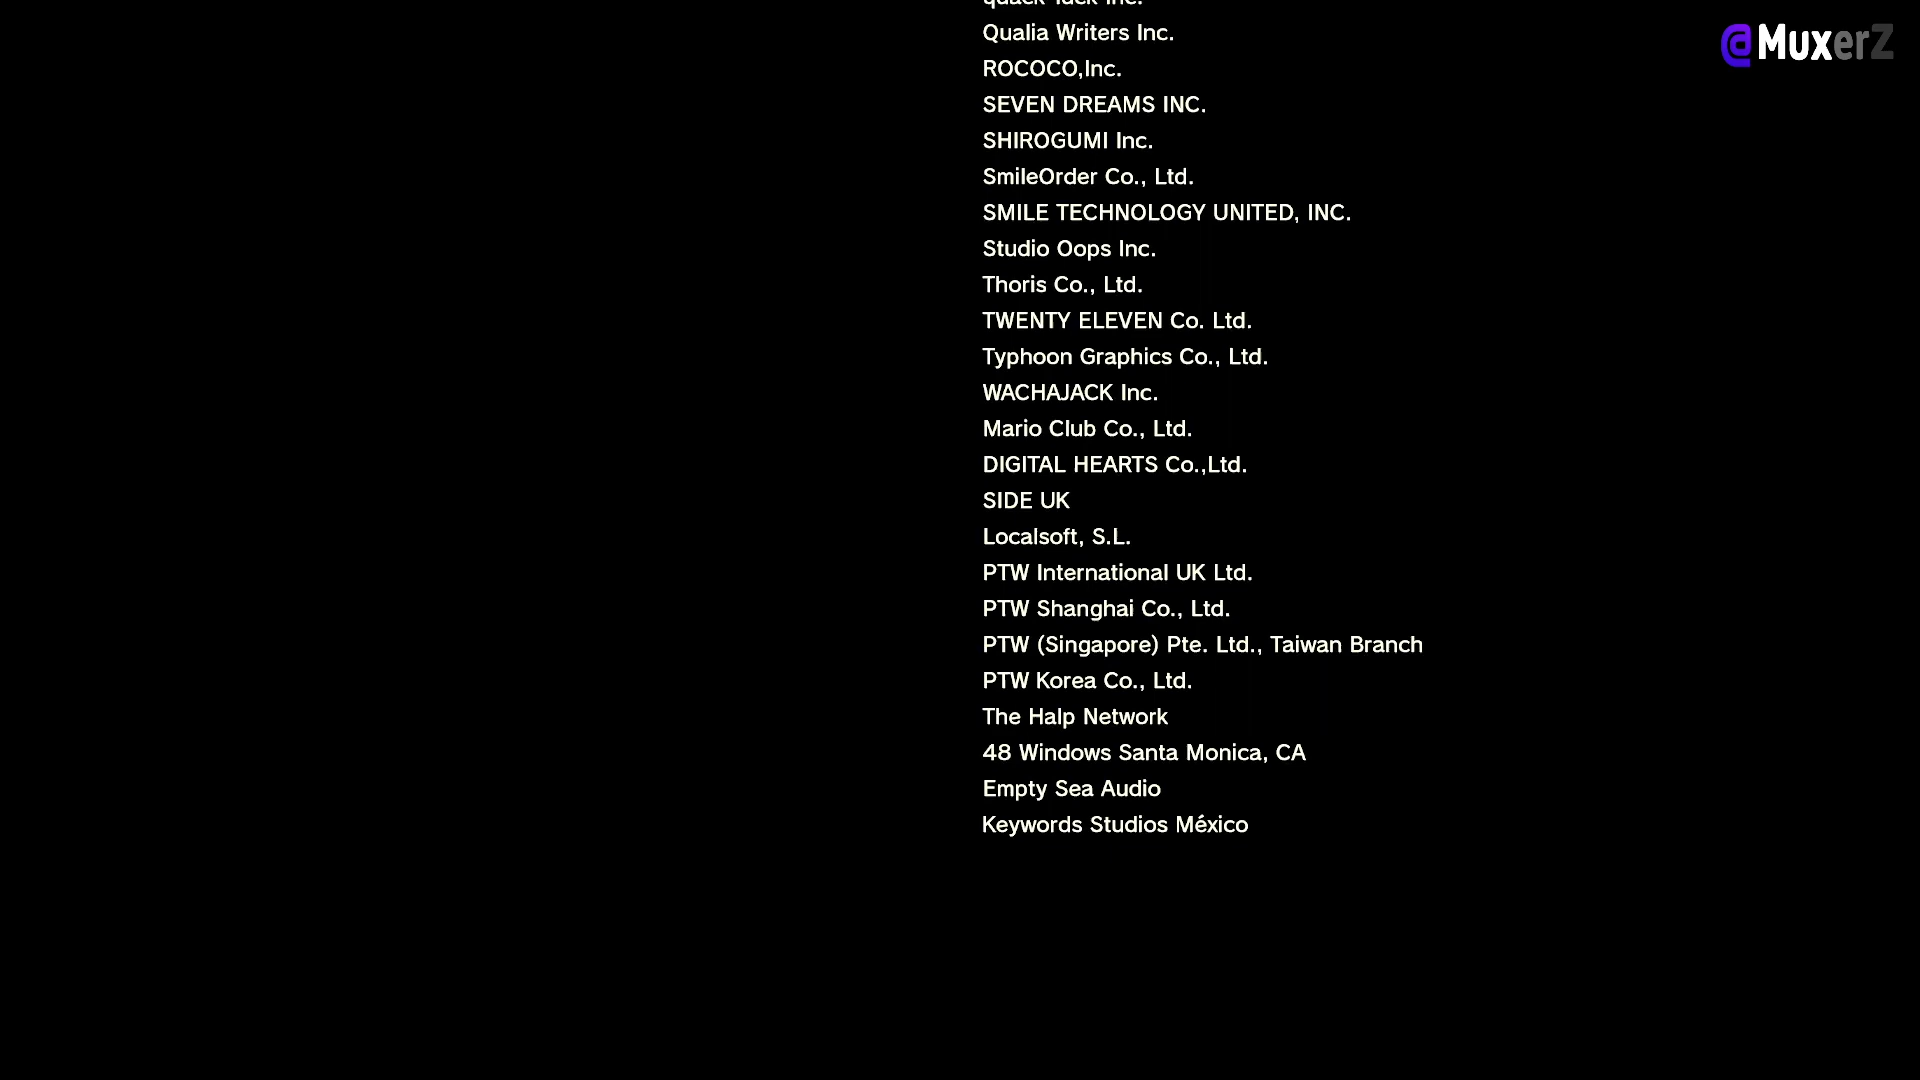 Qualia Writers Inc.
@MuxerZ
ROCOCO,Inc.
SEVEN DREAMS INC.
SHIROGUMI Inc.
SmileOrder Co., Ltd.
SMILE TECHNOLOGY UNITED, INC.
Studio Oops Inc.
Thoris Co., Ltd.
TWENTY ELEVEN Co. Ltd.
Typhoon Graphics Co., Ltd.
WACHAJACK Inc.
Mario Club Co., Ltd.
DIGITAL HEARTS Co.,Ltd.
SIDE UK
Localsoft, S.L.
PTW International UK Ltd.
PTW Shanghai Co., Ltd.
PTW (Singapore) Pte. Ltd., Taiwan Branch
PTW Korea Co., Ltd.
The Halp Network
48 Windows Santa Monica, CA
Empty Sea Audio
Keywords Studios México